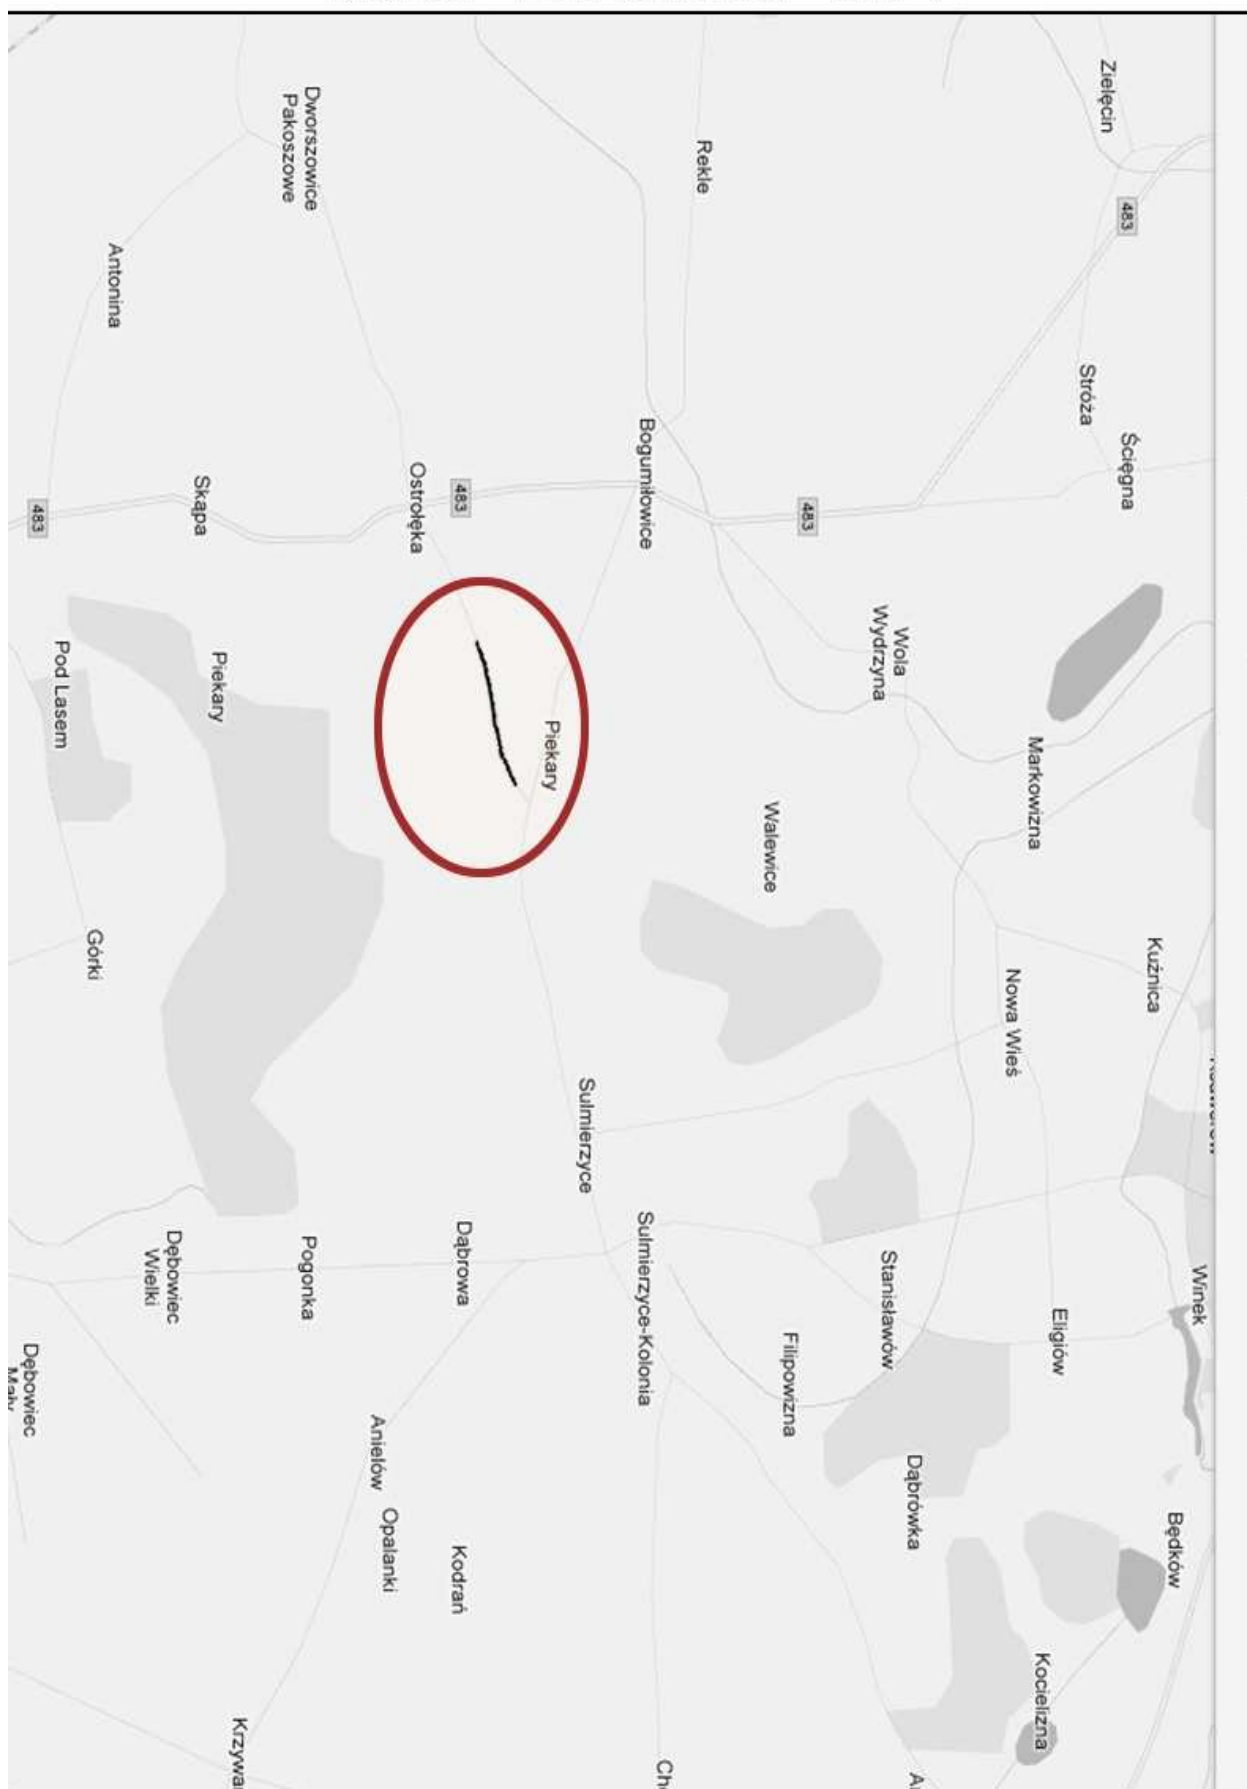 Winek
Będków
Kuźnica
483
Ścięgna
Zielęcin
Stróża
Eligiów
Kocielizna
Markowizna
Nowa Wieś
Dąbrówka
Wola
Wydrzyna
Stanisławów
483
Filipowizna
Walewice
Rekle
Bogumiłowice
Sulmierzyce-Kolonia
Sulmierzyce
Piekary
483
Dąbrowa
Kodrań
Ostrołęka
Opalanki
Anielów
Dworszowice
Pakoszowe
Pogonka
Piekary
Skąpa
Dębowiec
Wielki
Antonina
Górki
Pod Lasem
483
Dębowiec